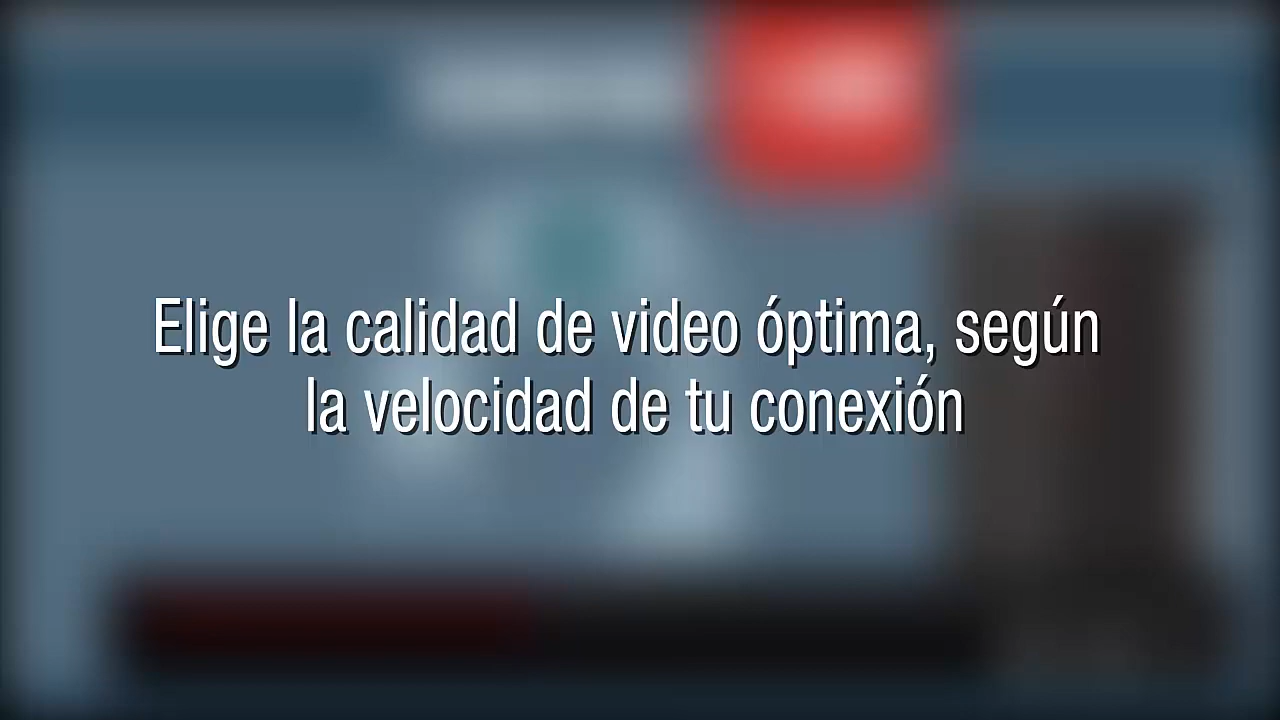 Elige la calidad de video óptima, según
la velocidad de tu conexión